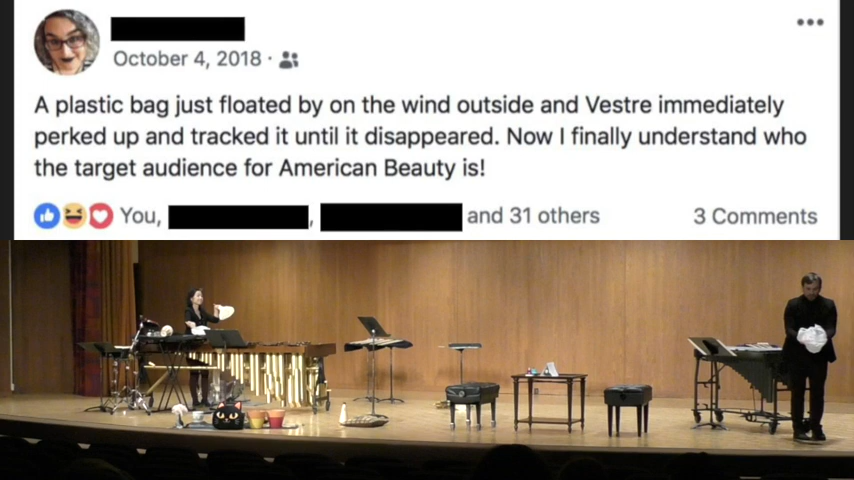 October 4, 2018 ·
A plastic bag just floated by on the wind outside and Vestre immediately
perked up and tracked it until it disappeared. Now I finally understand who
the target audience for American Beauty is!
You, , and 31 others
3 Comments